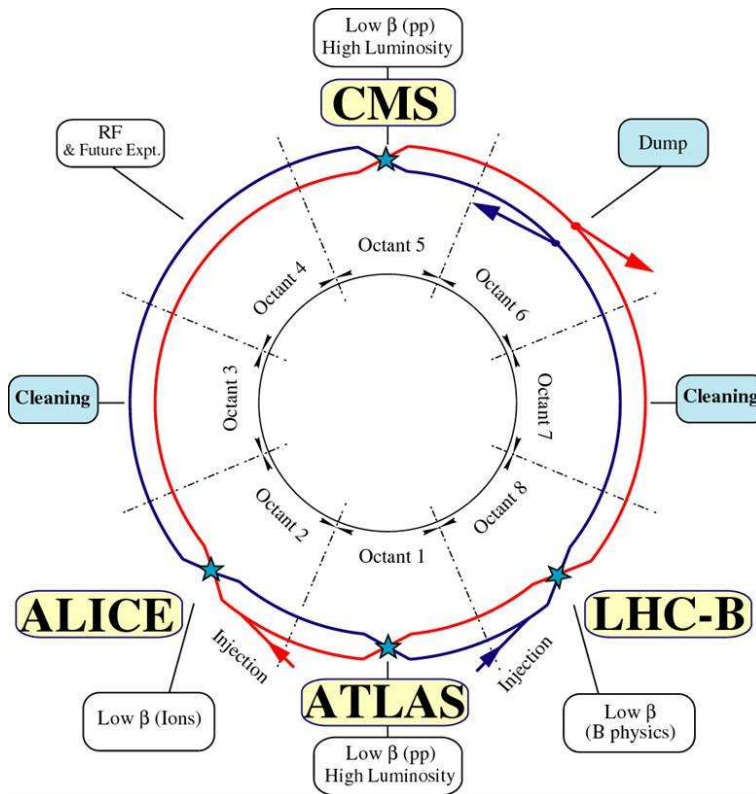 Low β (pp)
High Luminosity
CMS
RF
& Future Expt.
Dump
Octant 5
Octant 4
Octant 6
Cleaning
Octant 3
Octant 7
Cleaning
Octant 2
Octant 8
Octant 1
ALICE
LHC-B
Injection
Injection
ATLAS
Low β (Ions)
Low β
(B physics)
Low β (pp)
High Luminosity